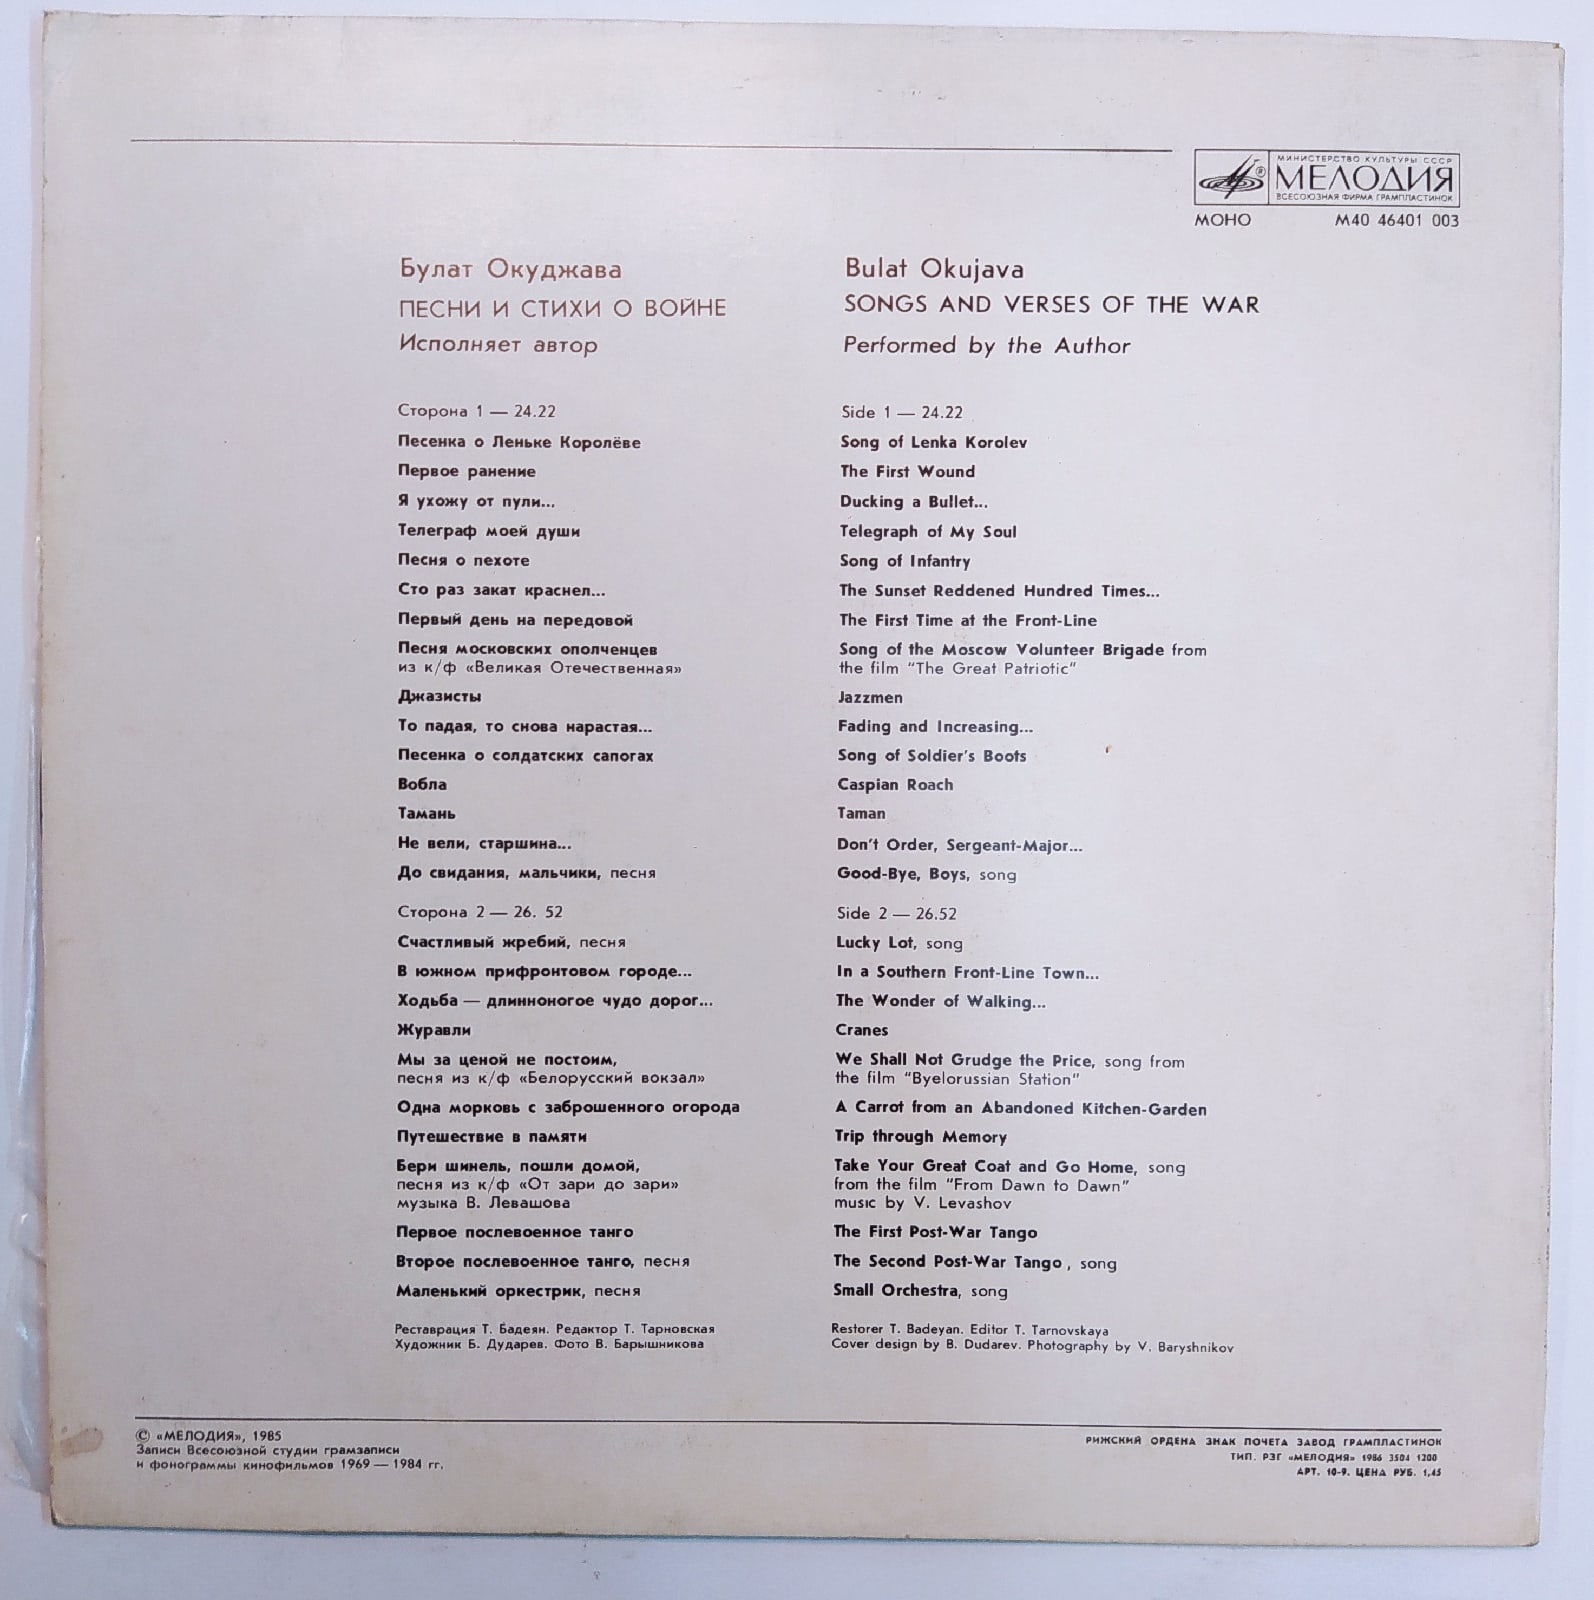 МИНИСТЕРСТВО КУЛЬТУРЫ СССР
МЕЛОДИЯ
ВСЕСОЮЗНАЯ ФИРМА ГРАМПЛАСТИНОК
МОНО М40 46401 003
Булат Окуджава
ПЕСНИ И СТИХИ О ВОЙНЕ
Исполняет автор
Сторона 1 — 24.22
Песенка о Леньке Королёве
Первое ранение
Я ухожу от пули...
Телеграф моей души
Песня о пехоте
Сто раз закат краснел...
Первый день на передовой
Песня московских ополченцев
из к/ф «Великая Отечественная»
Джазисты
То падая, то снова нарастая...
Песенка о солдатских сапогах
Вобла
Тамань
Не вели, старшина...
До свидания, мальчики, песня
Сторона 2 — 26. 52
Счастливый жребий, песня
В южном прифронтовом городе...
Ходьба — длинноногое чудо дорог...
Журавли
Мы за ценой не постоим,
песня из к/ф «Белорусский вокзал»
Одна морковь с заброшенного огорода
Путешествие в памяти
Бери шинель, пошли домой,
песня из к/ф «От зари до зари»
музыка В. Левашова
Первое послевоенное танго
Второе послевоенное танго, песня
Маленький оркестрик, песня
Реставрация Т. Бадеян. Редактор Т. Тарновская
Художник Б. Дударев. Фото В. Барышникова
Bulat Okujava
SONGS AND VERSES OF THE WAR
Performed by the Author
Side 1 — 24.22
Song of Lenka Korolev
The First Wound
Ducking a Bullet...
Telegraph of My Soul
Song of Infantry
The Sunset Reddened Hundred Times...
The First Time at the Front-Line
Song of the Moscow Volunteer Brigade from
the film "The Great Patriotic"
Jazzmen
Fading and Increasing...
Song of Soldier's Boots
Caspian Roach
Taman
Don't Order, Sergeant-Major...
Good-Bye, Boys, song
Side 2 — 26.52
Lucky Lot, song
In a Southern Front-Line Town...
The Wonder of Walking...
Cranes
We Shall Not Grudge the Price, song from
the film "Byelorussian Station"
A Carrot from an Abandoned Kitchen-Garden
Trip through Memory
Take Your Great Coat and Go Home, song
from the film "From Dawn to Dawn"
music by V. Levashov
The First Post-War Tango
The Second Post-War Tango , song
Small Orchestra, song
Restorer T. Badeyan. Editor T. Tarnovskaya
Cover design by B. Dudarev. Photography by V. Baryshnikov
© «МЕЛОДИЯ», 1985
Записи Всесоюзной студии грамзаписи
и фонограммы кинофильмов 1969 — 1984 гг.
РИЖСКИЙ ОРДЕНА ЗНАК ПОЧЕТА ЗАВОД ГРАМПЛАСТИНОК
ТИП. РЗГ «МЕЛОДИЯ» 1986 3504 1200
АРТ. 10-9. ЦЕНА РУБ. 1,45